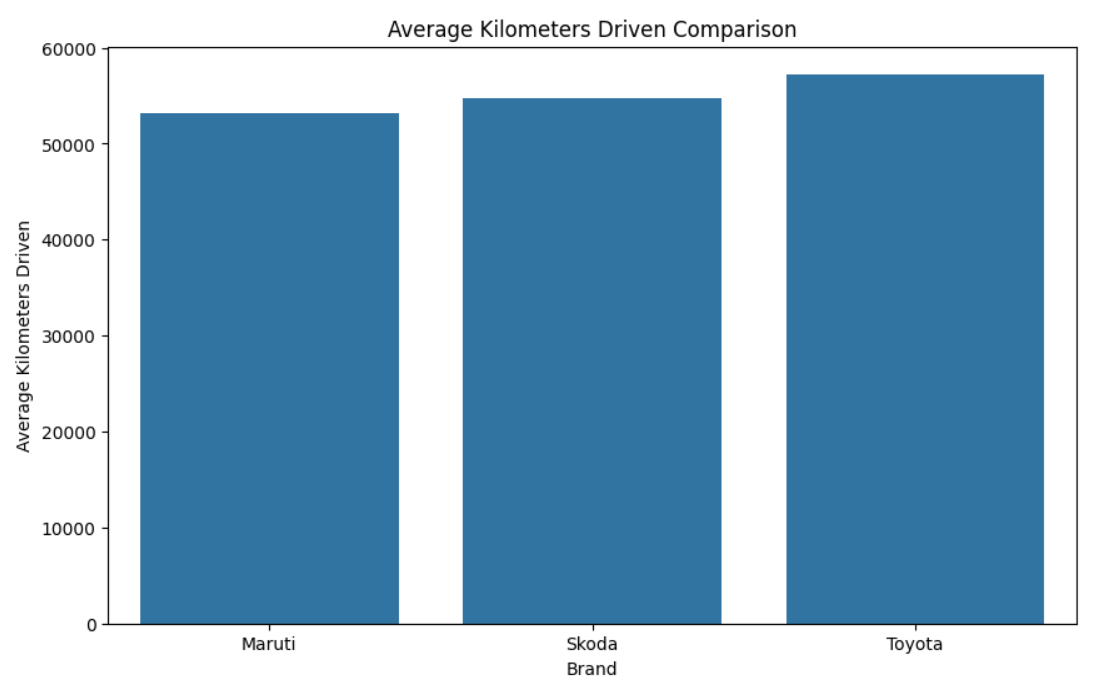 Average Kilometers Driven Comparison
60000
50000
40000
30000
20000
10000
0
Average Kilometers Driven
Maruti Skoda Toyota
Brand